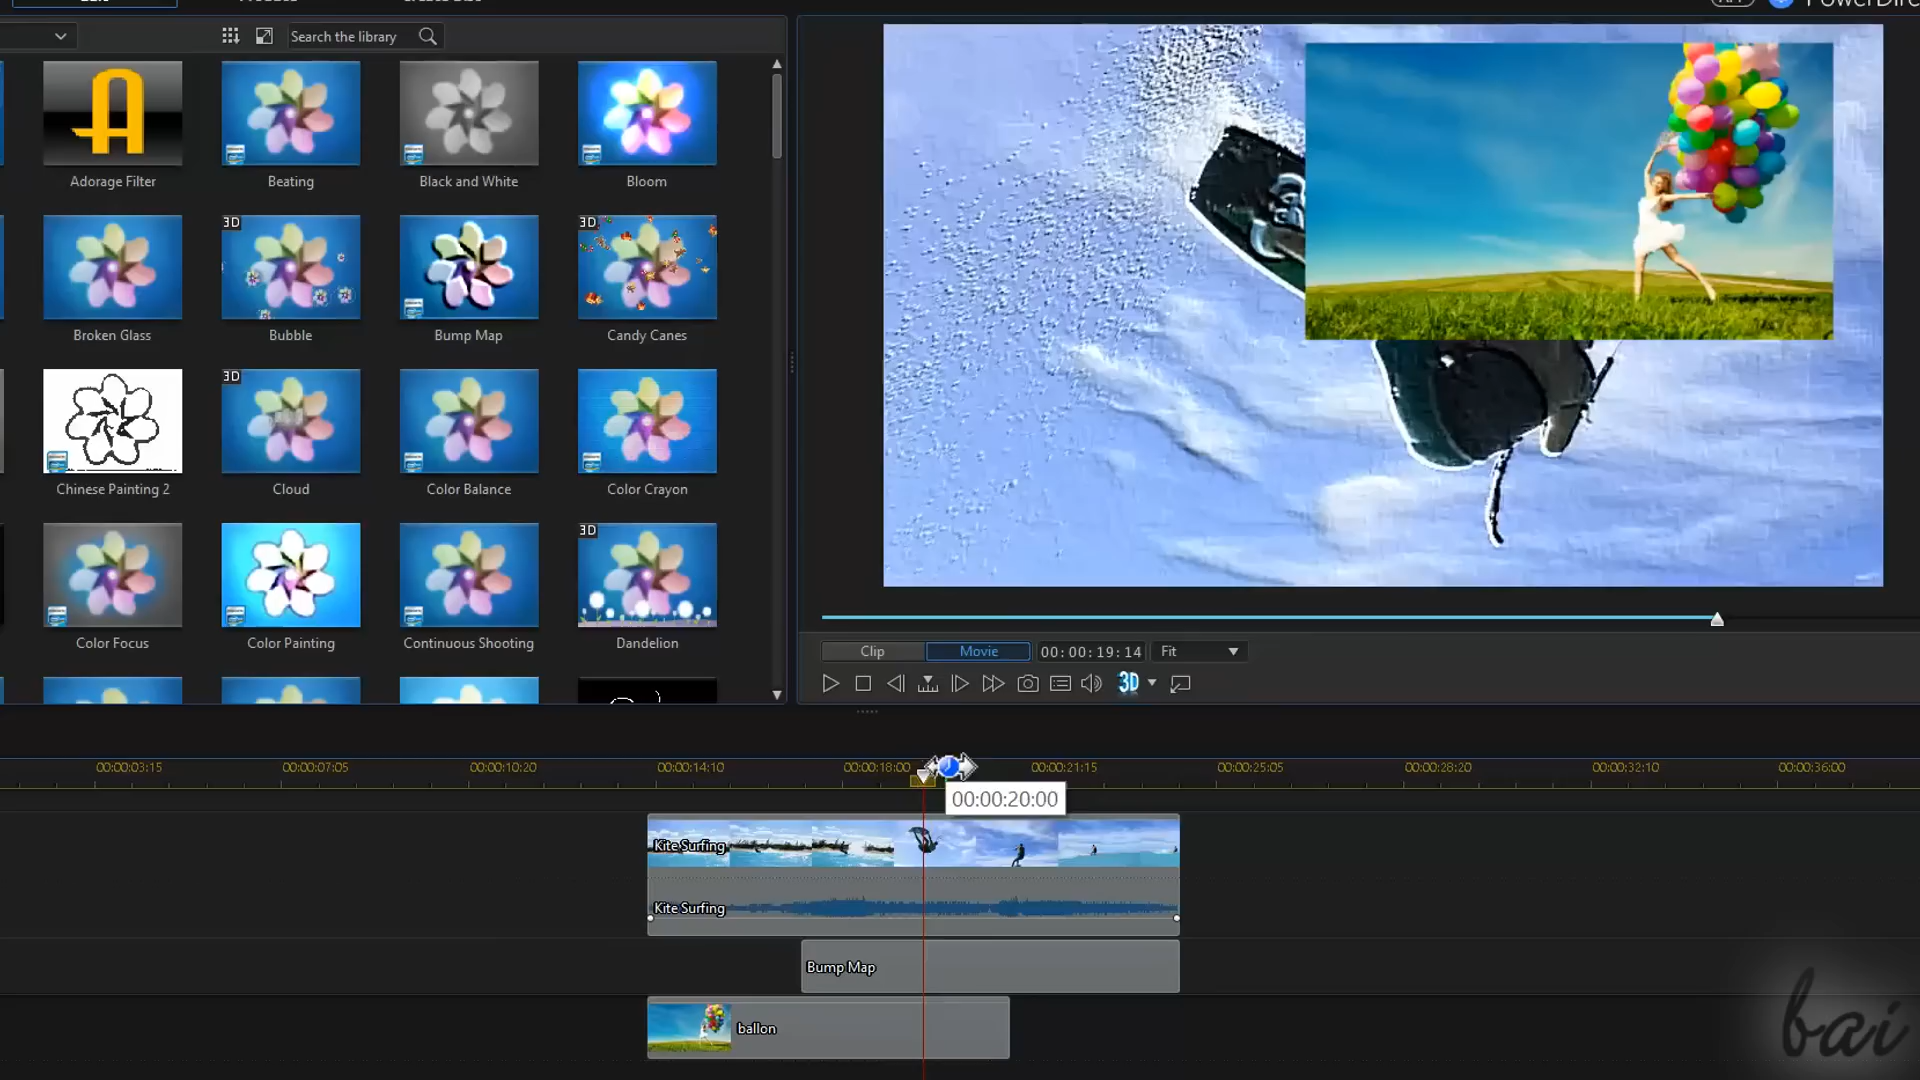 Search the library
Adorage Filter
Beating
Black and White
Bloom
3D
3D
Broken Glass
Bubble
Bump Map
Candy Canes
3D
Chinese Painting 2
Cloud
Color Balance
Color Crayon
3D
Color Focus
Color Painting
Continuous Shooting
Dandelion
Clip
Movie
00:00:19:14
Fit
3D
00:00:03:15
00:00:07:05
00:00:10:20
00:00:14:10
00:00:18:00
00:00:21:15
00:00:25:05
00:00:28:20
00:00:32:10
00:00:36:00
00:00:20:00
Kite Surfing
Kite Surfing
Bump Map
ballon
bai